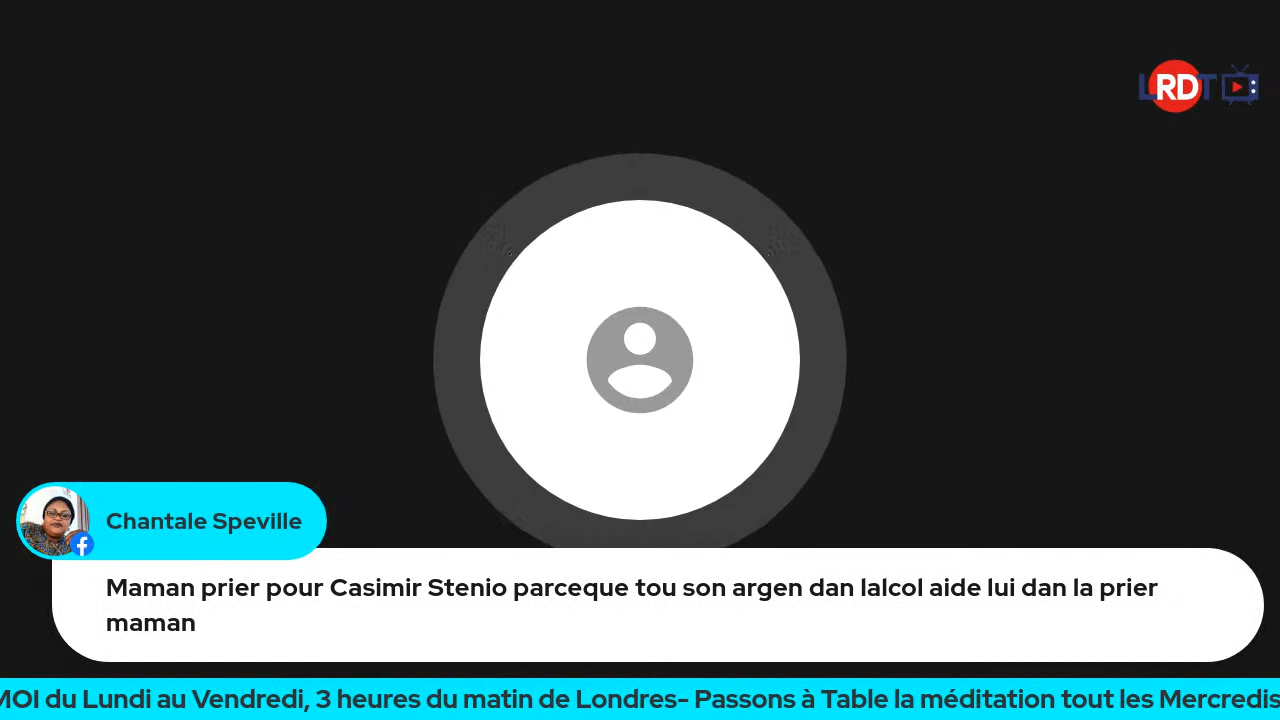 LRDT
Chantale Speville
Maman prier pour Casimir Stenio parceque tou son argen dan lalcol aide lui dan la prier
maman
MOI du Lundi au Vendredi, 3 heures du matin de Londres- Passons à Table la méditation tout les Mercredis